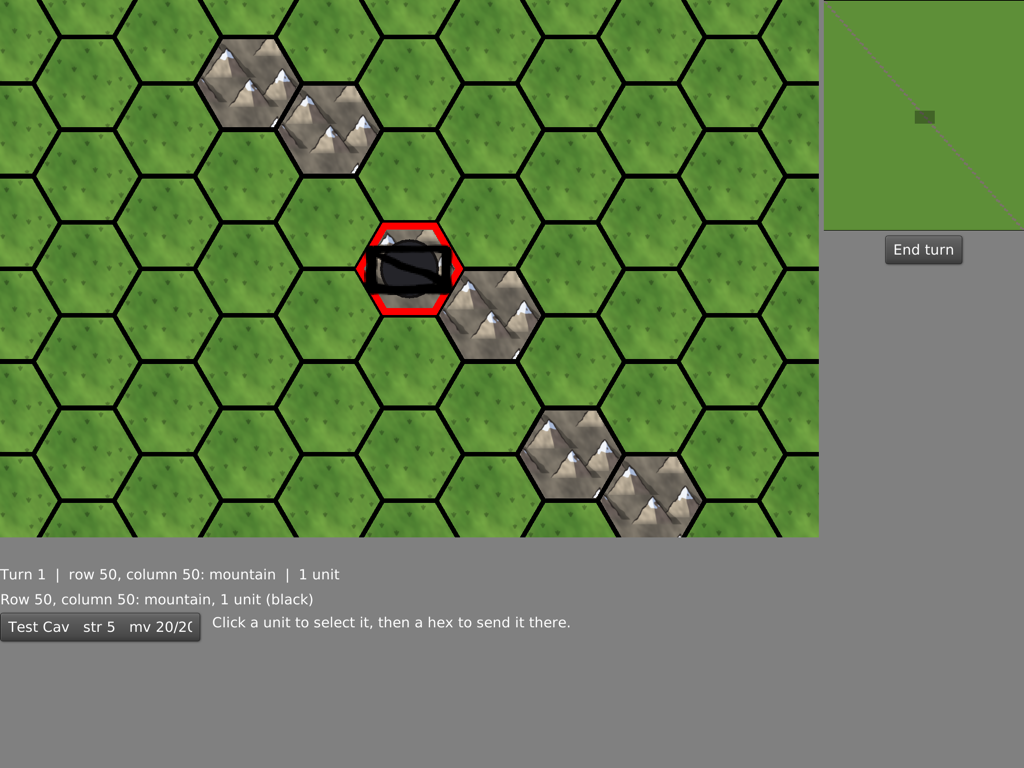 End turn
Turn 1 | row 50, column 50: mountain | 1 unit
Row 50, column 50: mountain, 1 unit (black)
Test Cav str 5 mv 20/20
Click a unit to select it, then a hex to send it there.